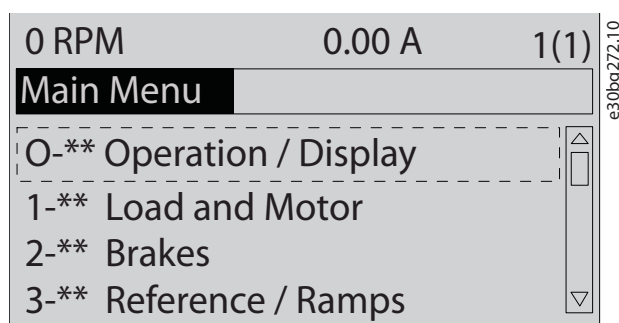 0 RPM 0.00 A 1(1)
Main Menu
O-** Operation / Display
1-** Load and Motor
2-** Brakes
3-** Reference / Ramps
e30bg272.10